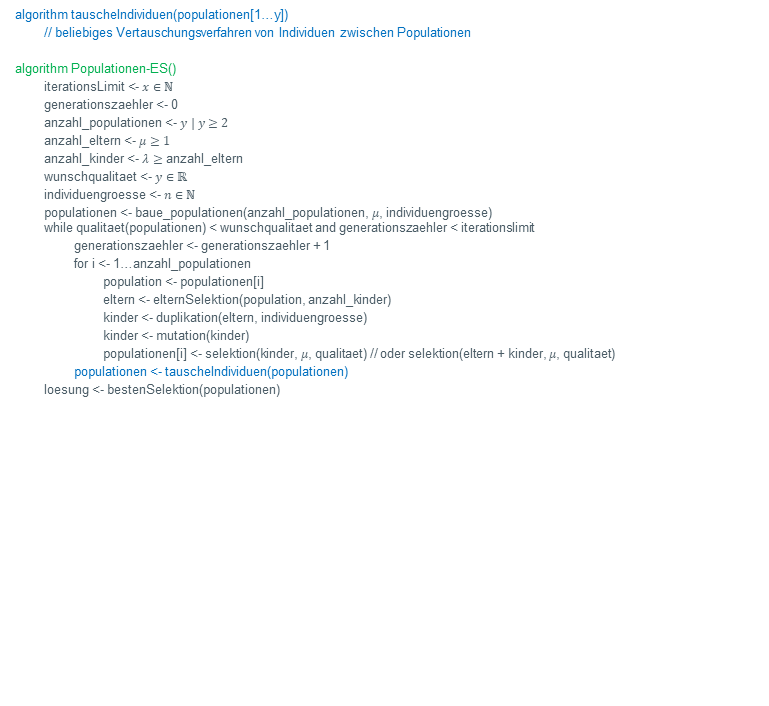 algorithm tauscheIndividuen(populationen[1…y])
// beliebiges Vertauschungsverfahren von Individuen zwischen Populationen
algorithm Populationen-ES()
iterationsLimit <- x ∈ ℕ
generationszaehler <- 0
anzahl_populationen <- y | y ≥ 2
anzahl_eltern <- μ ≥ 1
anzahl_kinder <- λ ≥ anzahl_eltern
wunschqualitaet <- y ∈ ℝ
individuengroesse <- n ∈ ℕ
populationen <- baue_populationen(anzahl_populationen, μ, individuengroesse)
while qualitaet(populationen) < wunschqualitaet and generationszaehler < iterationslimit
generationszaehler <- generationszaehler + 1
for i <- 1…anzahl_populationen
population <- populationen[i]
eltern <- elternSelektion(population, anzahl_kinder)
kinder <- duplikation(eltern, individuengroesse)
kinder <- mutation(kinder)
populationen[i] <- selektion(kinder, μ, qualitaet) // oder selektion(eltern + kinder, μ, qualitaet)
populationen <- tauscheIndividuen(populationen)
loesung <- bestenSelektion(populationen)